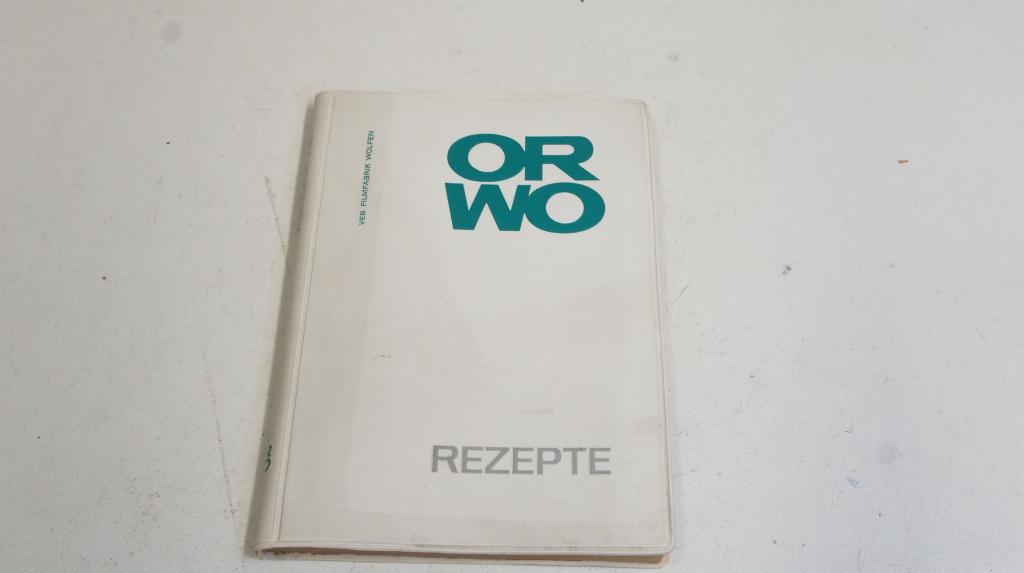 VEB FILMFABRIK WOLFEN
OR
WO
REZEPTE